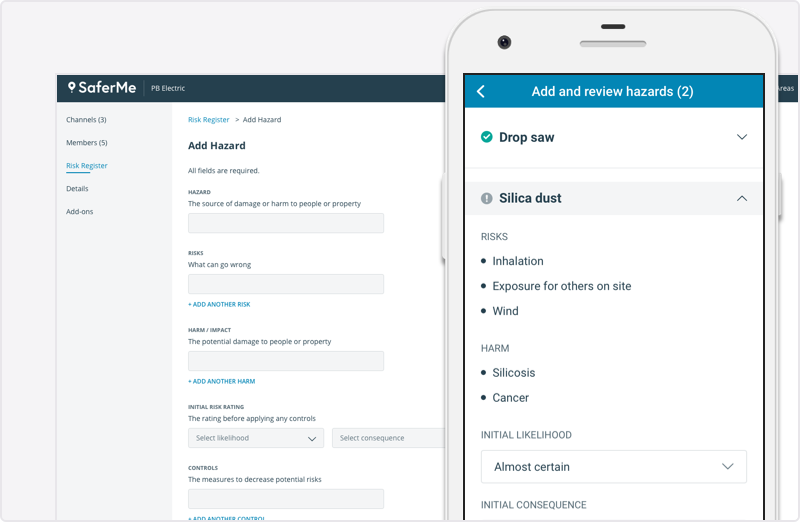 SaferMe
PB Electric
reas
Channels (3)
Members (5)
Risk Register
Details
Add-ons
Risk Register > Add Hazard
Add Hazard
All fields are required.
HAZARD
The source of damage or harm to people or property
RISKS
What can go wrong
+ ADD ANOTHER RISK
HARM / IMPACT
The potential damage to people or property
+ ADD ANOTHER HARM
INITIAL RISK RATING
The rating before applying any controls
Select likelihood
Select consequence
CONTROLS
The measures to decrease potential risks
+ ADD ANOTHER CONTROL
Add and review hazards (2)
Drop saw
Silica dust
RISKS
• Inhalation
• Exposure for others on site
• Wind
HARM
• Silicosis
• Cancer
INITIAL LIKELIHOOD
Almost certain
INITIAL CONSEQUENCE